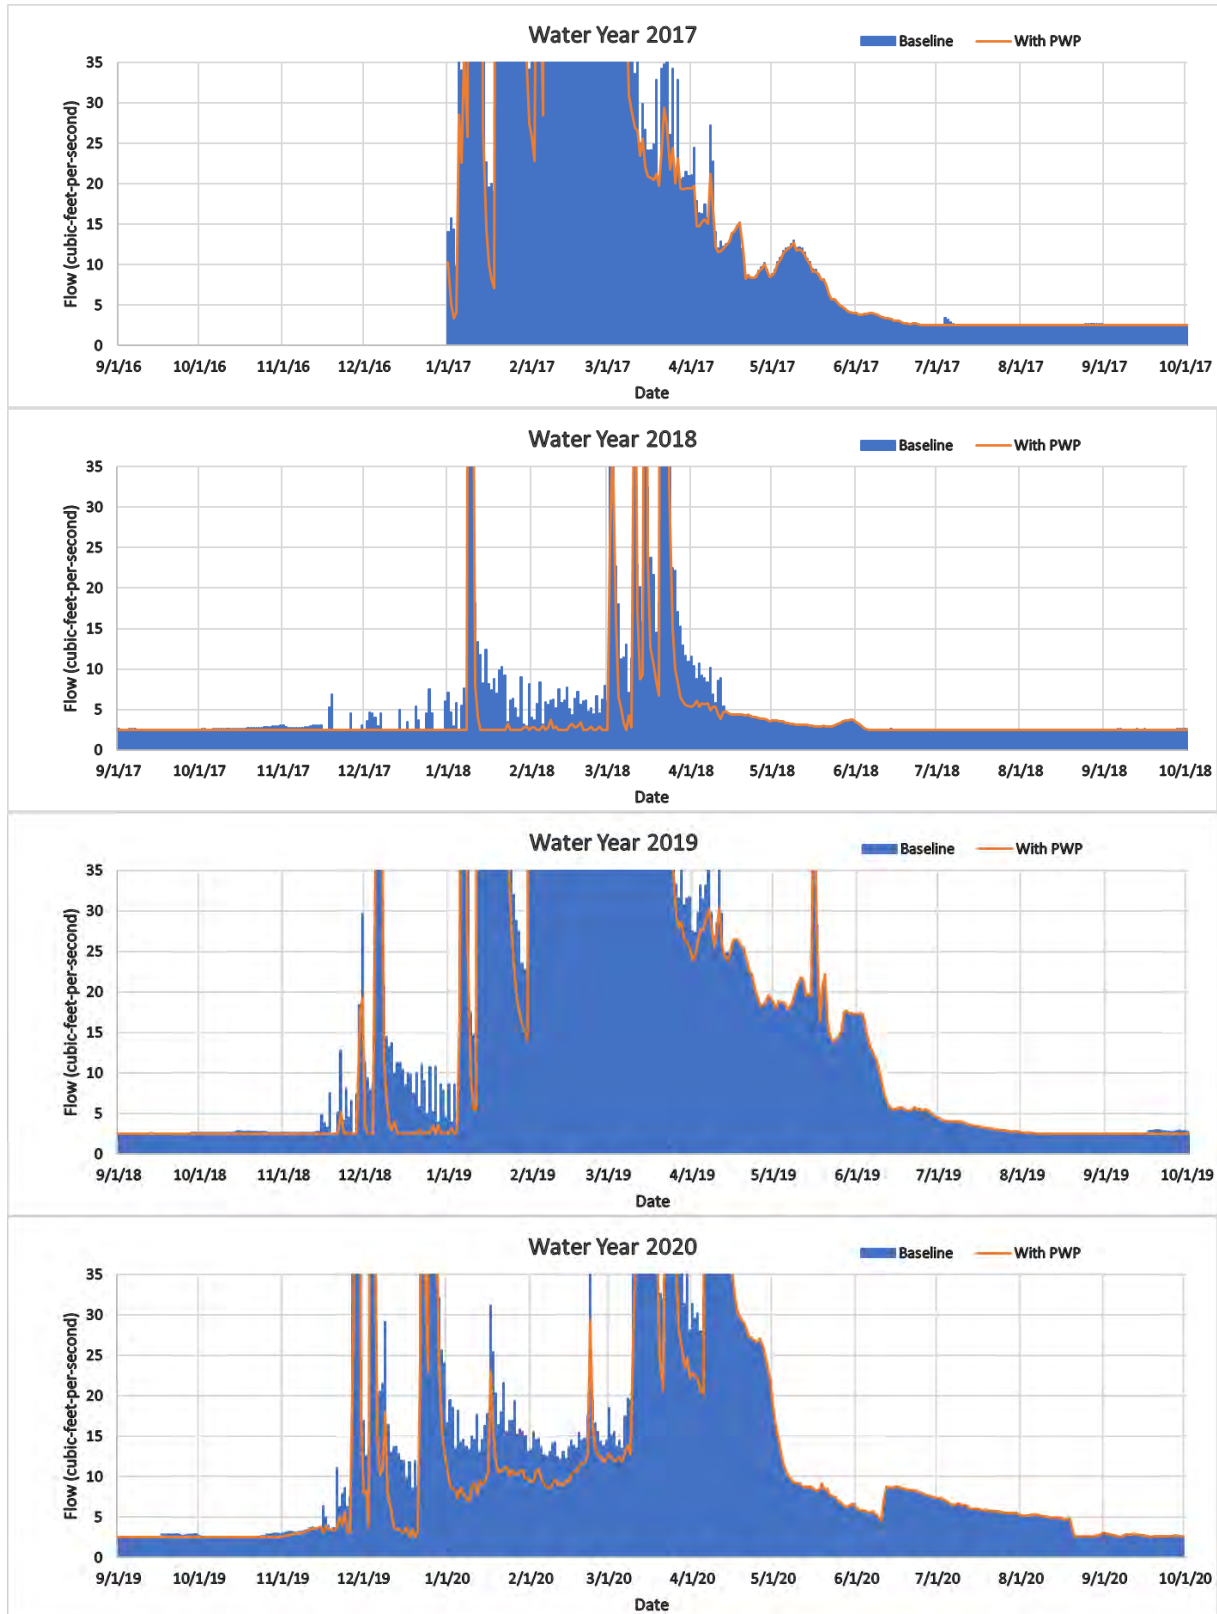 Water Year 2017
Baseline With PWP
Flow (cubic-feet-per-second)
35
30
25
20
15
10
5
0
9/1/16 10/1/16 11/1/16 12/1/16 1/1/17 2/1/17 3/1/17 4/1/17 5/1/17 6/1/17 7/1/17 8/1/17 9/1/17 10/1/17
Date
Water Year 2018
Baseline With PWP
Flow (cubic-feet-per-second)
35
30
25
20
15
10
5
0
9/1/17 10/1/17 11/1/17 12/1/17 1/1/18 2/1/18 3/1/18 4/1/18 5/1/18 6/1/18 7/1/18 8/1/18 9/1/18 10/1/18
Date
Water Year 2019
Baseline With PWP
Flow (cubic-feet-per-second)
35
30
25
20
15
10
5
0
9/1/18 10/1/18 11/1/18 12/1/18 1/1/19 2/1/19 3/1/19 4/1/19 5/1/19 6/1/19 7/1/19 8/1/19 9/1/19 10/1/19
Date
Water Year 2020
Baseline With PWP
Flow (cubic-feet-per-second)
35
30
25
20
15
10
5
0
9/1/19 10/1/19 11/1/19 12/1/19 1/1/20 2/1/20 3/1/20 4/1/20 5/1/20 6/1/20 7/1/20 8/1/20 9/1/20 10/1/20
Date